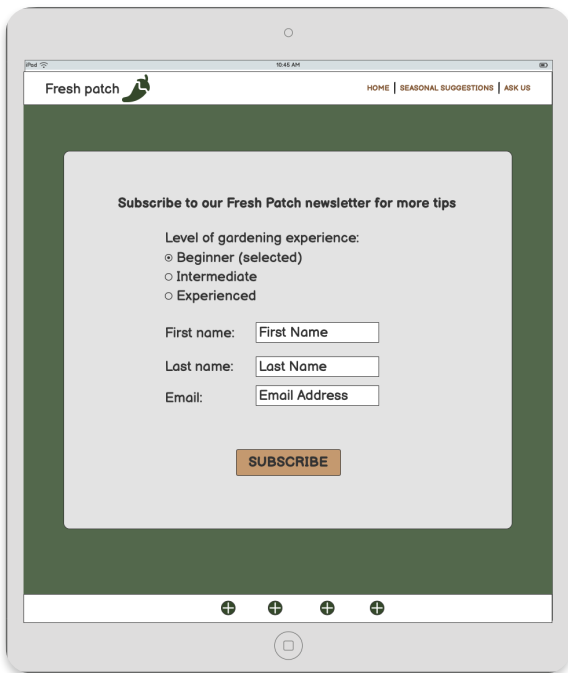 iPad
10:45 AM
Fresh patch
HOME | SEASONAL SUGGESTIONS | ASK US
Subscribe to our Fresh Patch newsletter for more tips
Level of gardening experience:
Beginner (selected)
Intermediate
Experienced
First name: First Name
Last name: Last Name
Email: Email Address
SUBSCRIBE